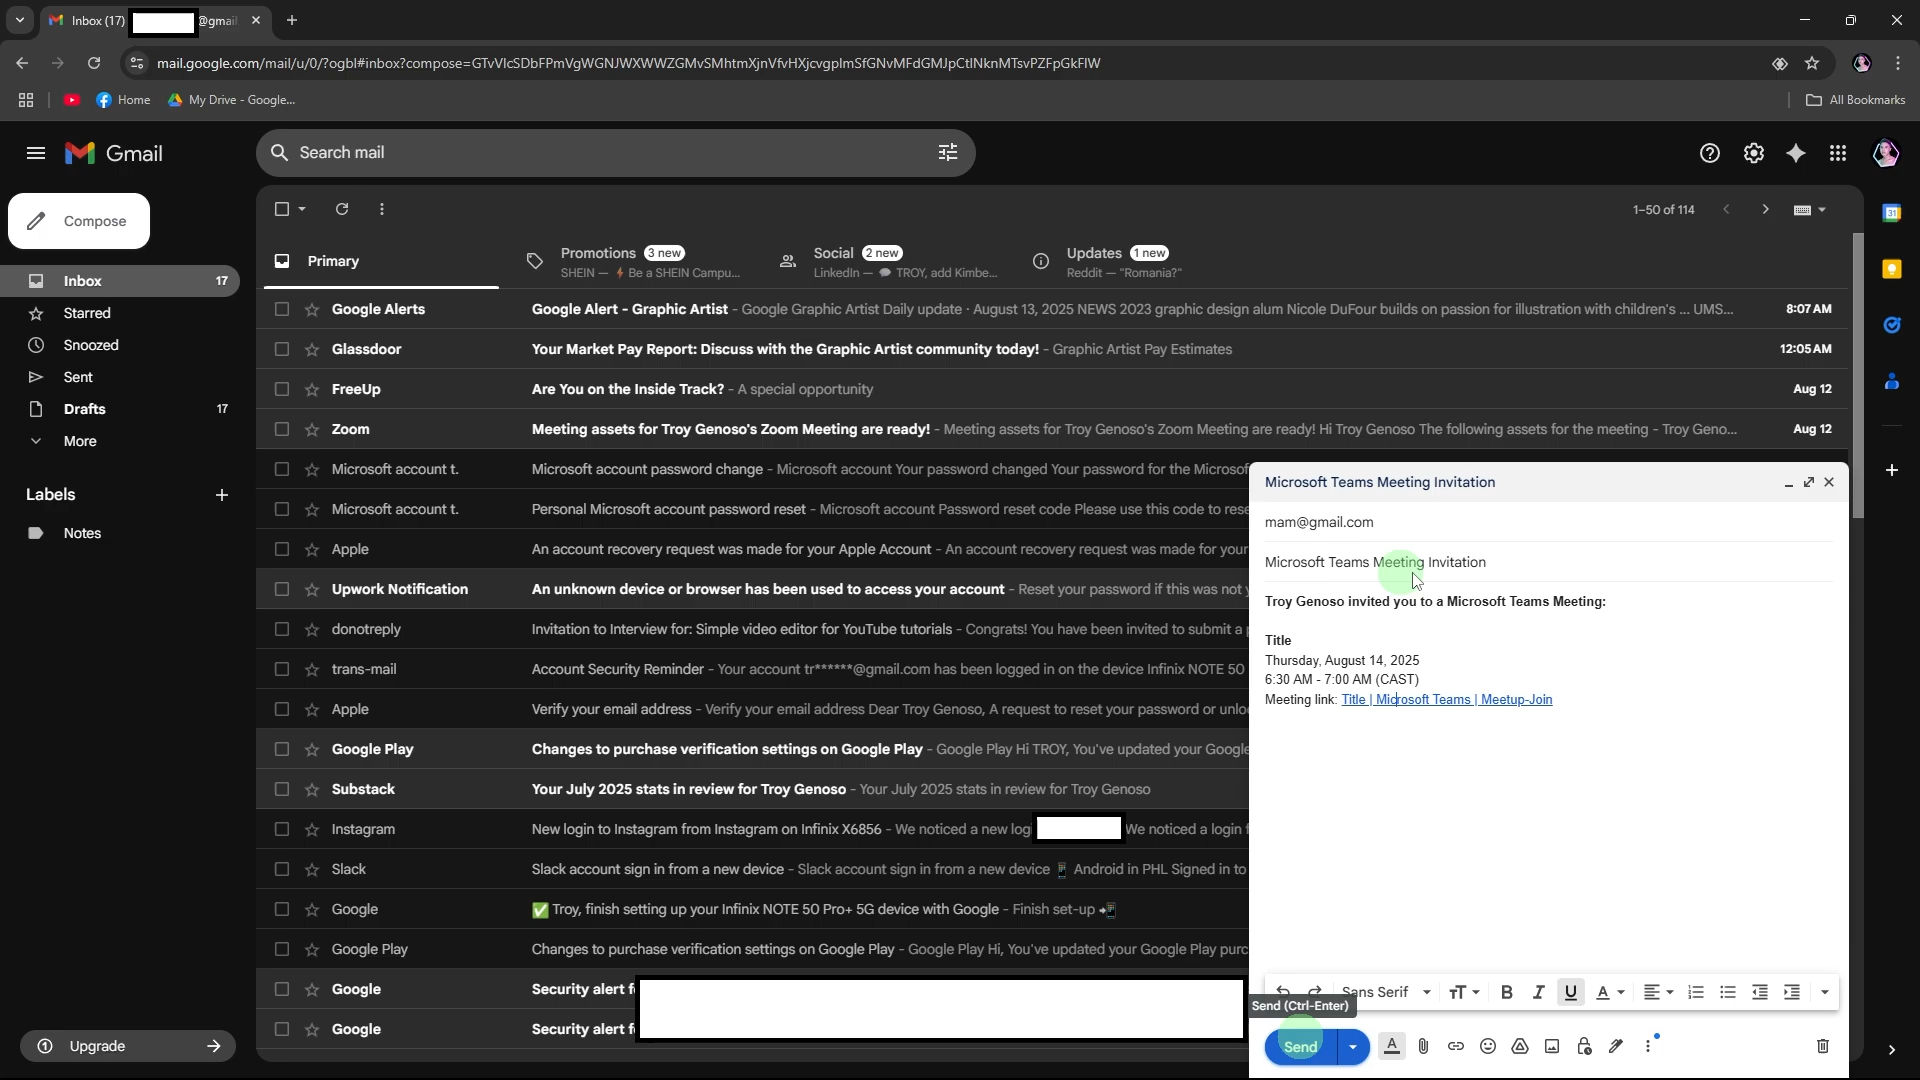 Inbox (17)
@gmail
mail.google.com/mail/u/0/?ogbl#inbox?compose=GTvVlcSDbFPmVgWGNJWXWWZGMvSMhtmXjnVfvHXjcvgplmSfGNvMFdGMJpCtlNknMTsvPZFpGkFlW
Home
My Drive - Google...
All Bookmarks
Gmail
Search mail
Compose
1–50 of 114
Primary
Promotions 3 new
SHEIN — ⚡Be a SHEIN Campu...
Social 2 new
LinkedIn — 💬 TROY, add Kimbe...
Updates 1 new
Reddit — "Romania?"
Inbox 17
Starred
Snoozed
Sent
Drafts 17
More
Labels
Notes
Upgrade
Google Alerts Google Alert - Graphic Artist - Google Graphic Artist Daily update · August 13, 2025 NEWS 2023 graphic design alum Nicole DuFour builds on passion for illustration with children's ... UMS... 8:07 AM
Glassdoor Your Market Pay Report: Discuss with the Graphic Artist community today! - Graphic Artist Pay Estimates 12:05 AM
FreeUp Are You on the Inside Track? - A special opportunity Aug 12
Zoom Meeting assets for Troy Genoso's Zoom Meeting are ready! - Meeting assets for Troy Genoso's Zoom Meeting are ready! Hi Troy Genoso The following assets for the meeting - Troy Geno... Aug 12
Microsoft account t. Microsoft account password change - Microsoft account Your password changed Your password for the Microsof
Microsoft account t. Personal Microsoft account password reset - Microsoft account Password reset code Please use this code to rese
Apple An account recovery request was made for your Apple Account - An account recovery request was made for your
Upwork Notification An unknown device or browser has been used to access your account - Reset your password if this was not y
donotreply Invitation to Interview for: Simple video editor for YouTube tutorials - Congrats! You have been invited to submit a p
trans-mail Account Security Reminder - Your account tr******@gmail.com has been logged in on the device Infinix NOTE 50
Apple Verify your email address - Verify your email address Dear Troy Genoso, A request to reset your password or unlo
Google Play Changes to purchase verification settings on Google Play - Google Play Hi TROY, You've updated your Google
Substack Your July 2025 stats in review for Troy Genoso - Your July 2025 stats in review for Troy Genoso
Instagram New login to Instagram from Instagram on Infinix X6856 - We noticed a new logi We noticed a login f
Slack Slack account sign in from a new device - Slack account sign in from a new device 📱 Android in PHL Signed in to
Google ✅ Troy, finish setting up your Infinix NOTE 50 Pro+ 5G device with Google - Finish set-up 📲
Google Play Changes to purchase verification settings on Google Play - Google Play Hi, You've updated your Google Play purc
Google Security alert f
Google Security alert f
Microsoft Teams Meeting Invitation
mam@gmail.com
Microsoft Teams Meeting Invitation
Troy Genoso invited you to a Microsoft Teams Meeting:
Title
Thursday, August 14, 2025
6:30 AM - 7:00 AM (CAST)
Meeting link: Title | Microsoft Teams | Meetup-Join
Sans Serif
Send (Ctrl-Enter)
Send